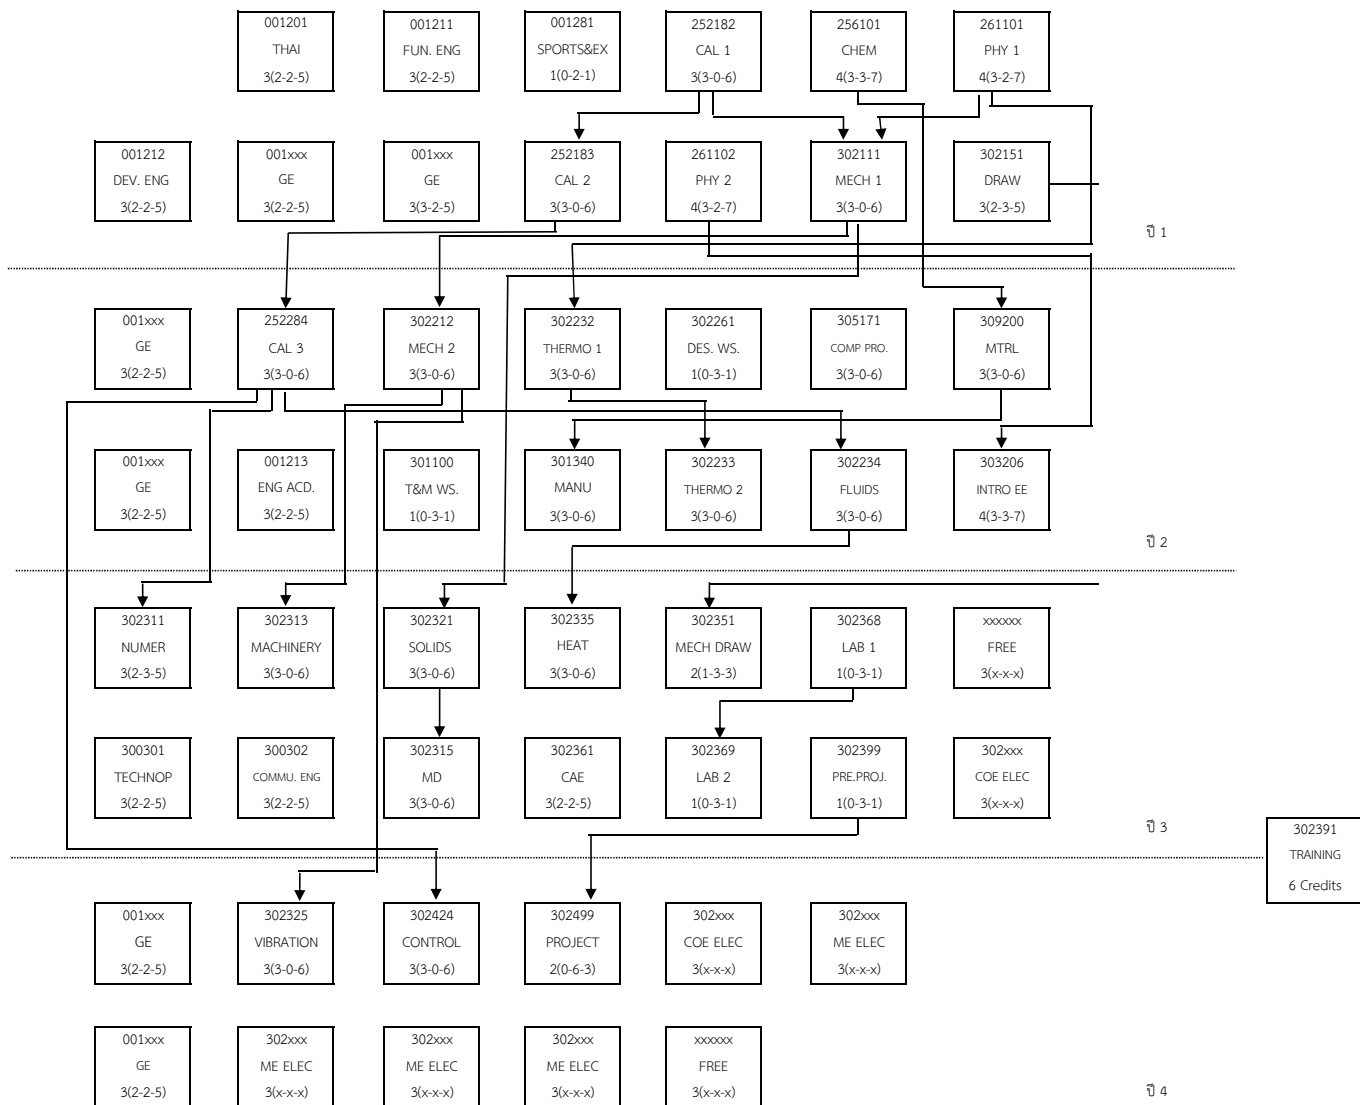 001201
THAI
3(2-2-5)
001211
FUN. ENG
3(2-2-5)
001281
SPORTS&EX
1(0-2-1)
252182
CAL 1
3(3-0-6)
256101
CHEM
4(3-3-7)
261101
PHY 1
4(3-2-7)
001212
DEV. ENG
3(2-2-5)
001xxx
GE
3(2-2-5)
001xxx
GE
3(3-2-5)
252183
CAL 2
3(3-0-6)
261102
PHY 2
4(3-2-7)
302111
MECH 1
3(3-0-6)
302151
DRAW
3(2-3-5)
ปี 1
001xxx
GE
3(2-2-5)
252284
CAL 3
3(3-0-6)
302212
MECH 2
3(3-0-6)
302232
THERMO 1
3(3-0-6)
302261
DES. WS.
1(0-3-1)
305171
COMP PRO.
3(3-0-6)
309200
MTRL
3(3-0-6)
001xxx
GE
3(2-2-5)
001213
ENG ACD.
3(2-2-5)
301100
T&M WS.
1(0-3-1)
301340
MANU
3(3-0-6)
302233
THERMO 2
3(3-0-6)
302234
FLUIDS
3(3-0-6)
303206
INTRO EE
4(3-3-7)
ปี 2
302311
NUMER
3(2-3-5)
302313
MACHINERY
3(3-0-6)
302321
SOLIDS
3(3-0-6)
302335
HEAT
3(3-0-6)
302351
MECH DRAW
2(1-3-3)
302368
LAB 1
1(0-3-1)
xxxxxx
FREE
3(x-x-x)
300301
TECHNOP
3(2-2-5)
300302
COMMU. ENG
3(2-2-5)
302315
MD
3(3-0-6)
302361
CAE
3(2-2-5)
302369
LAB 2
1(0-3-1)
302399
PRE.PROJ.
1(0-3-1)
302xxx
COE ELEC
3(x-x-x)
ปี 3
302391
TRAINING
6 Credits
001xxx
GE
3(2-2-5)
302325
VIBRATION
3(3-0-6)
302424
CONTROL
3(3-0-6)
302499
PROJECT
2(0-6-3)
302xxx
COE ELEC
3(x-x-x)
302xxx
ME ELEC
3(x-x-x)
001xxx
GE
3(2-2-5)
302xxx
ME ELEC
3(x-x-x)
302xxx
ME ELEC
3(x-x-x)
302xxx
ME ELEC
3(x-x-x)
xxxxxx
FREE
3(x-x-x)
ปี 4